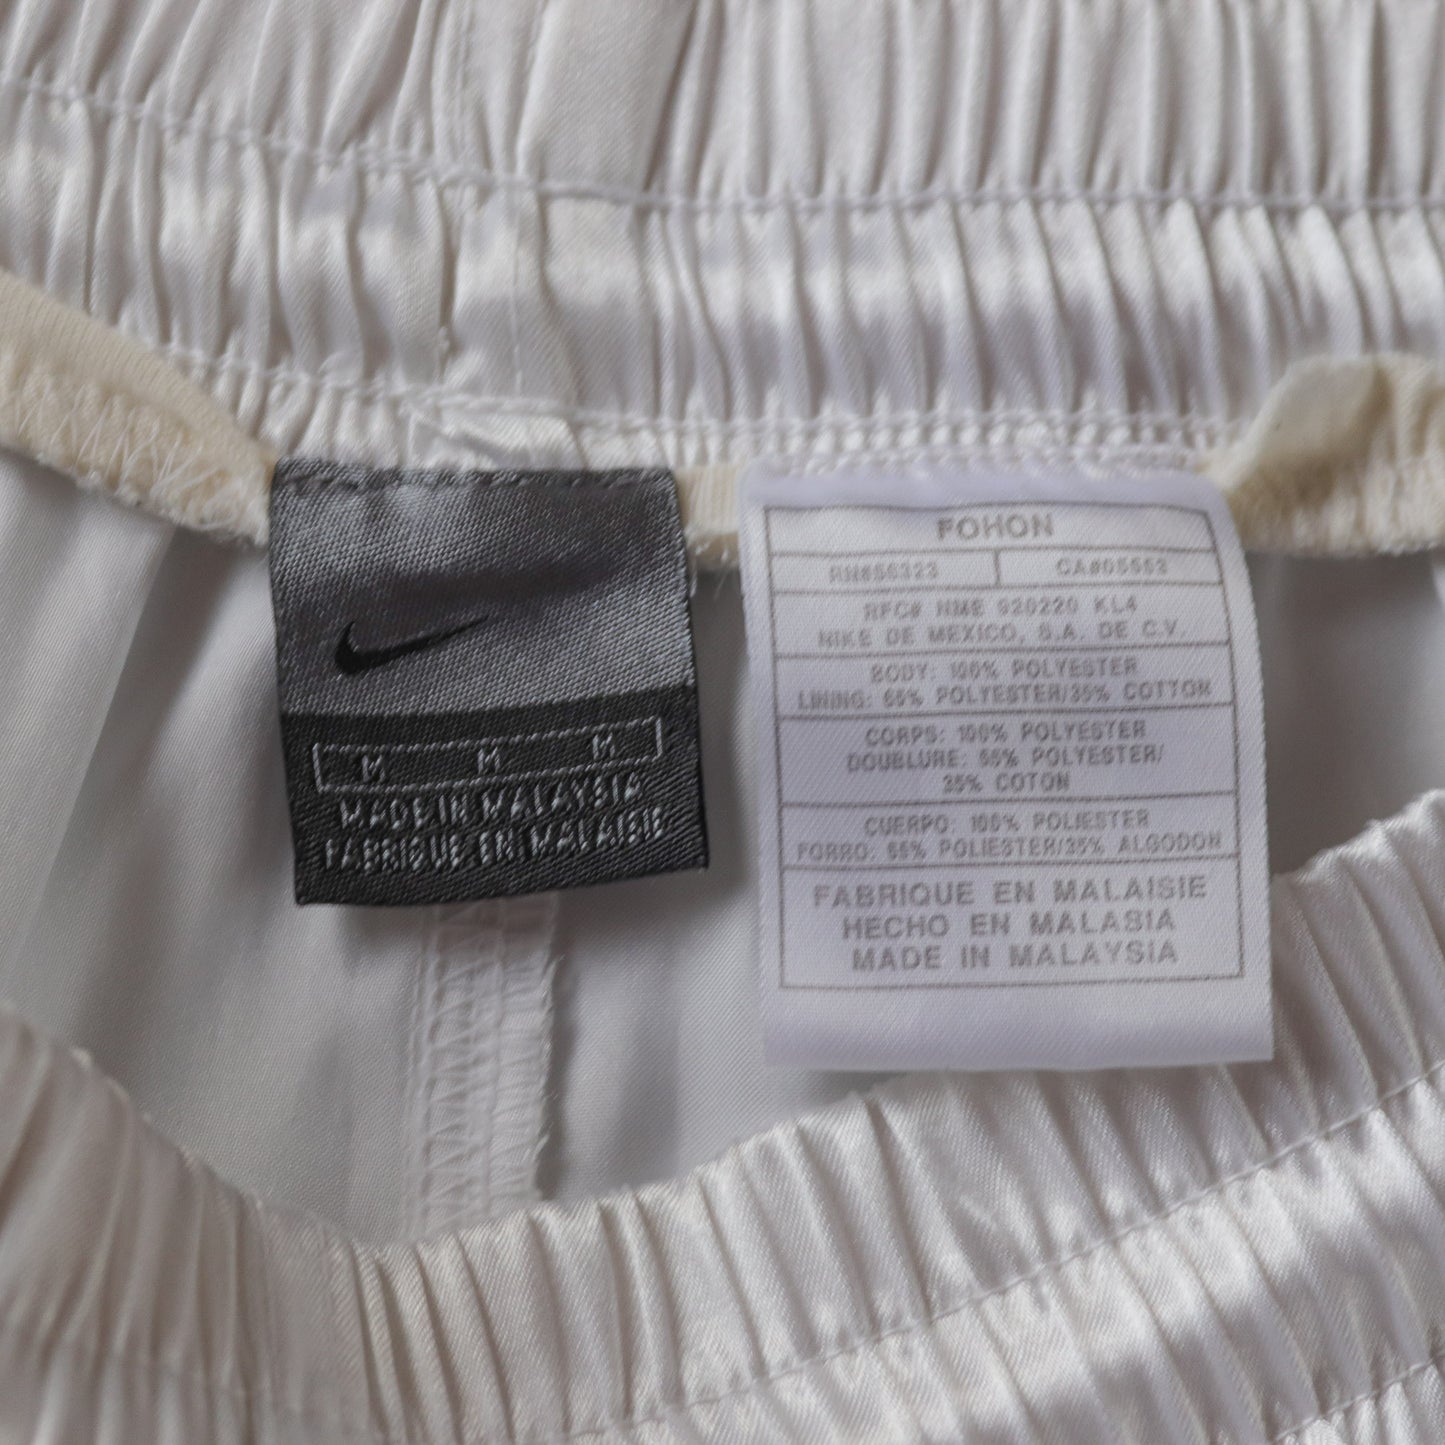 M M M
MADE IN MALAYSIA
FABRIQUE EN MALAISIE
POHON
RN#56323 CA#05553
RFC# NME 920220 KL4
NIKE DE MEXICO, S.A. DE C.V.
BODY: 100% POLYESTER
LINING: 65% POLYESTER/35% COTTON
CORPS: 100% POLYESTER
DOUBLURE: 65% POLYESTER/
35% COTON
CUERPO: 100% POLIESTER
FORRO: 65% POLIESTER/35% ALGODON
FABRIQUE EN MALAISIE
HECHO EN MALASIA
MADE IN MALAYSIA